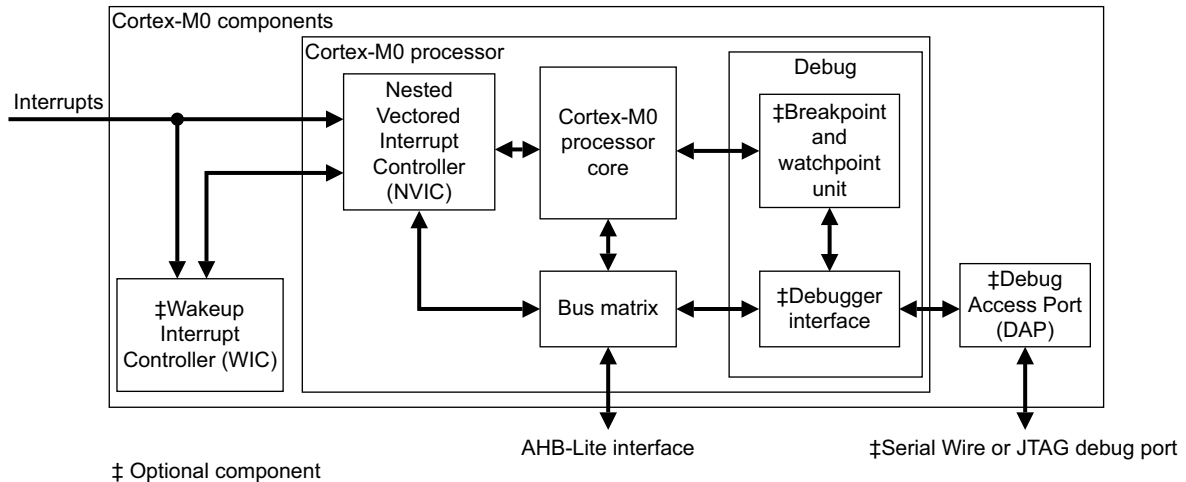 Cortex-M0 components
Cortex-M0 processor
Interrupts
Nested
Vectored
Interrupt
Controller
(NVIC)
Cortex-M0
processor
core
Debug
‡Breakpoint
and
watchpoint
unit
‡Wakeup
Interrupt
Controller (WIC)
Bus matrix
‡Debugger
interface
‡Debug
Access Port
(DAP)
AHB-Lite interface
‡Serial Wire or JTAG debug port
‡ Optional component